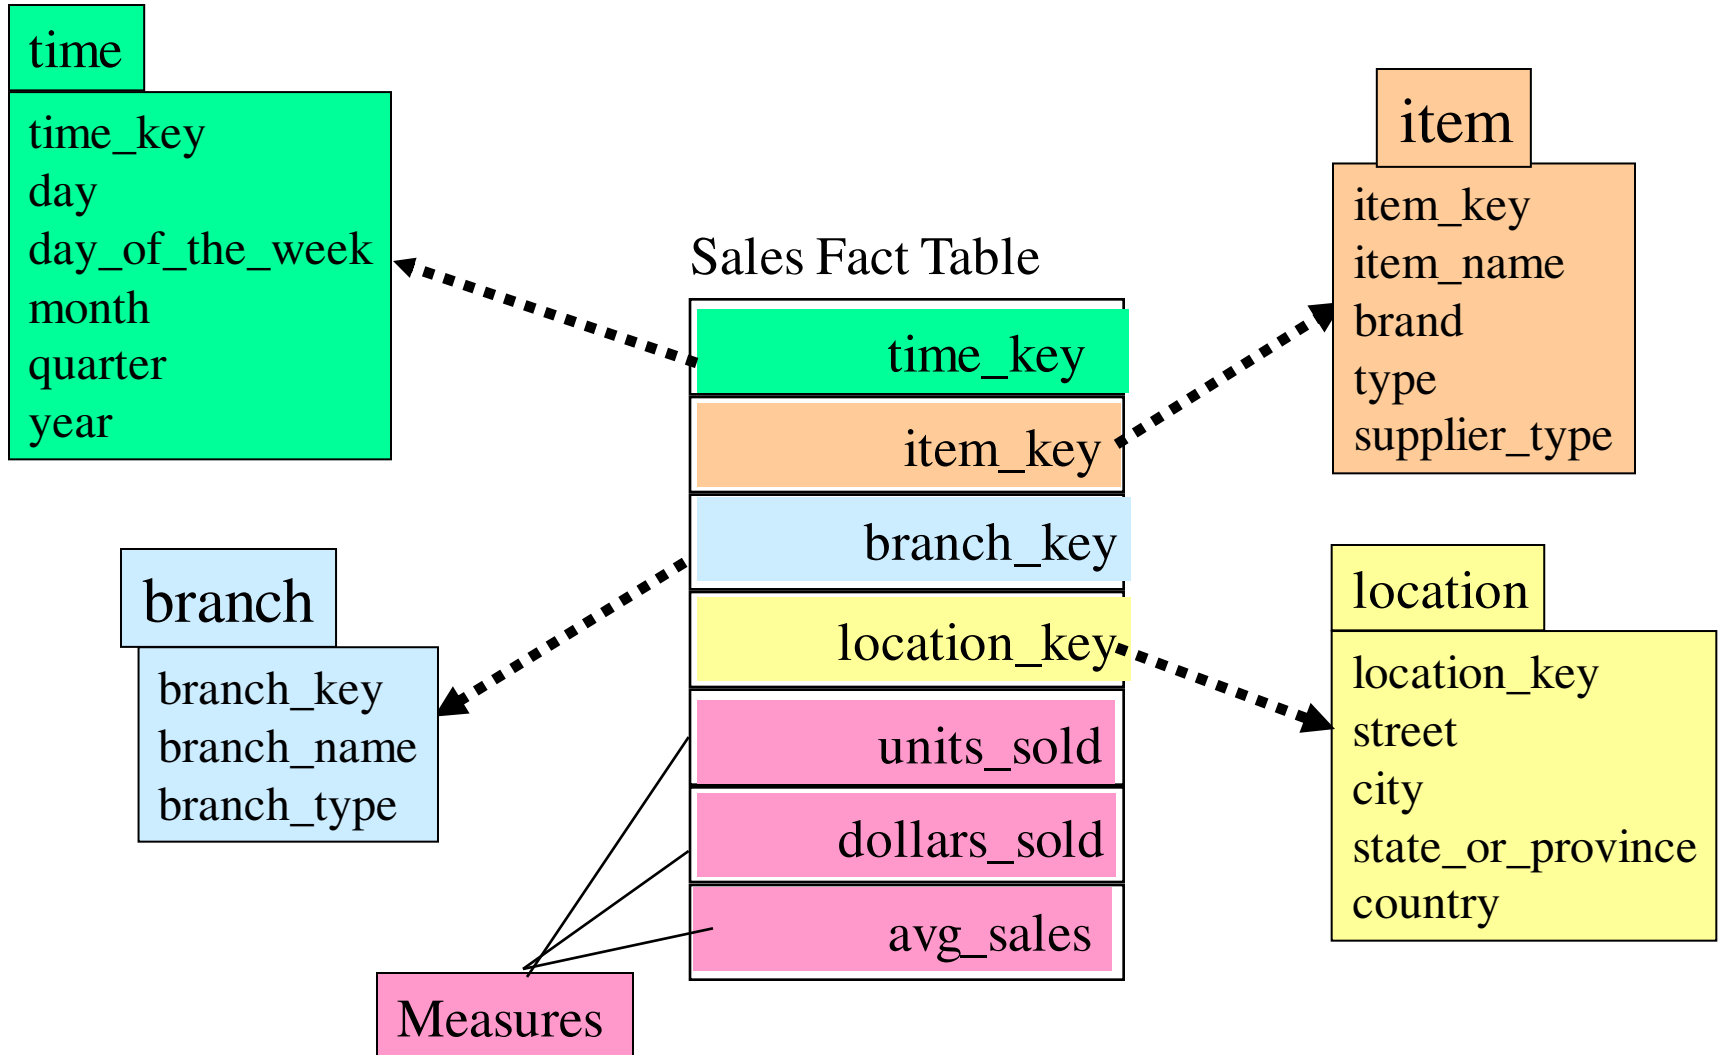 time
time_key
day
day_of_the_week
month
quarter
year
item
item_key
item_name
brand
type
supplier_type
Sales Fact Table
time_key
item_key
branch_key
location_key
units_sold
dollars_sold
avg_sales
branch
branch_key
branch_name
branch_type
location
location_key
street
city
state_or_province
country
Measures